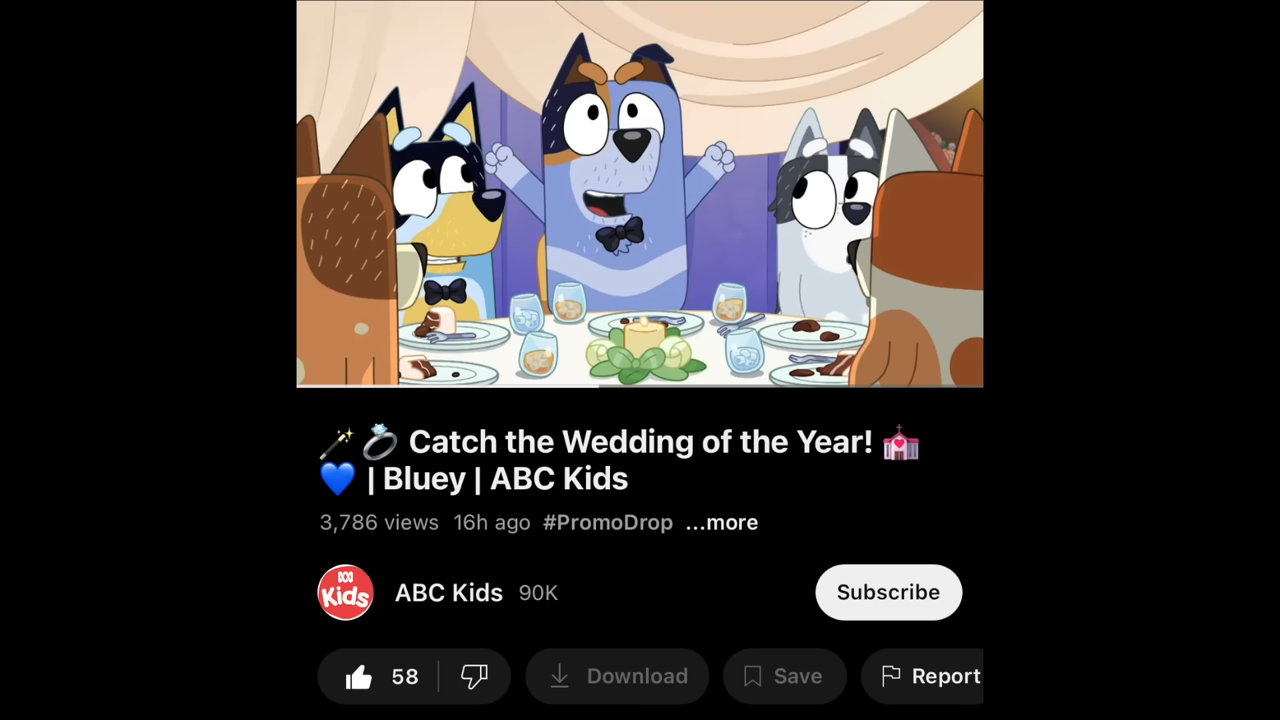 🪄💍 Catch the Wedding of the Year! 💒
💙 | Bluey | ABC Kids
3,786 views 16h ago #PromoDrop ...more
Kids
ABC Kids 90K
Subscribe
58
Download
Save
Report